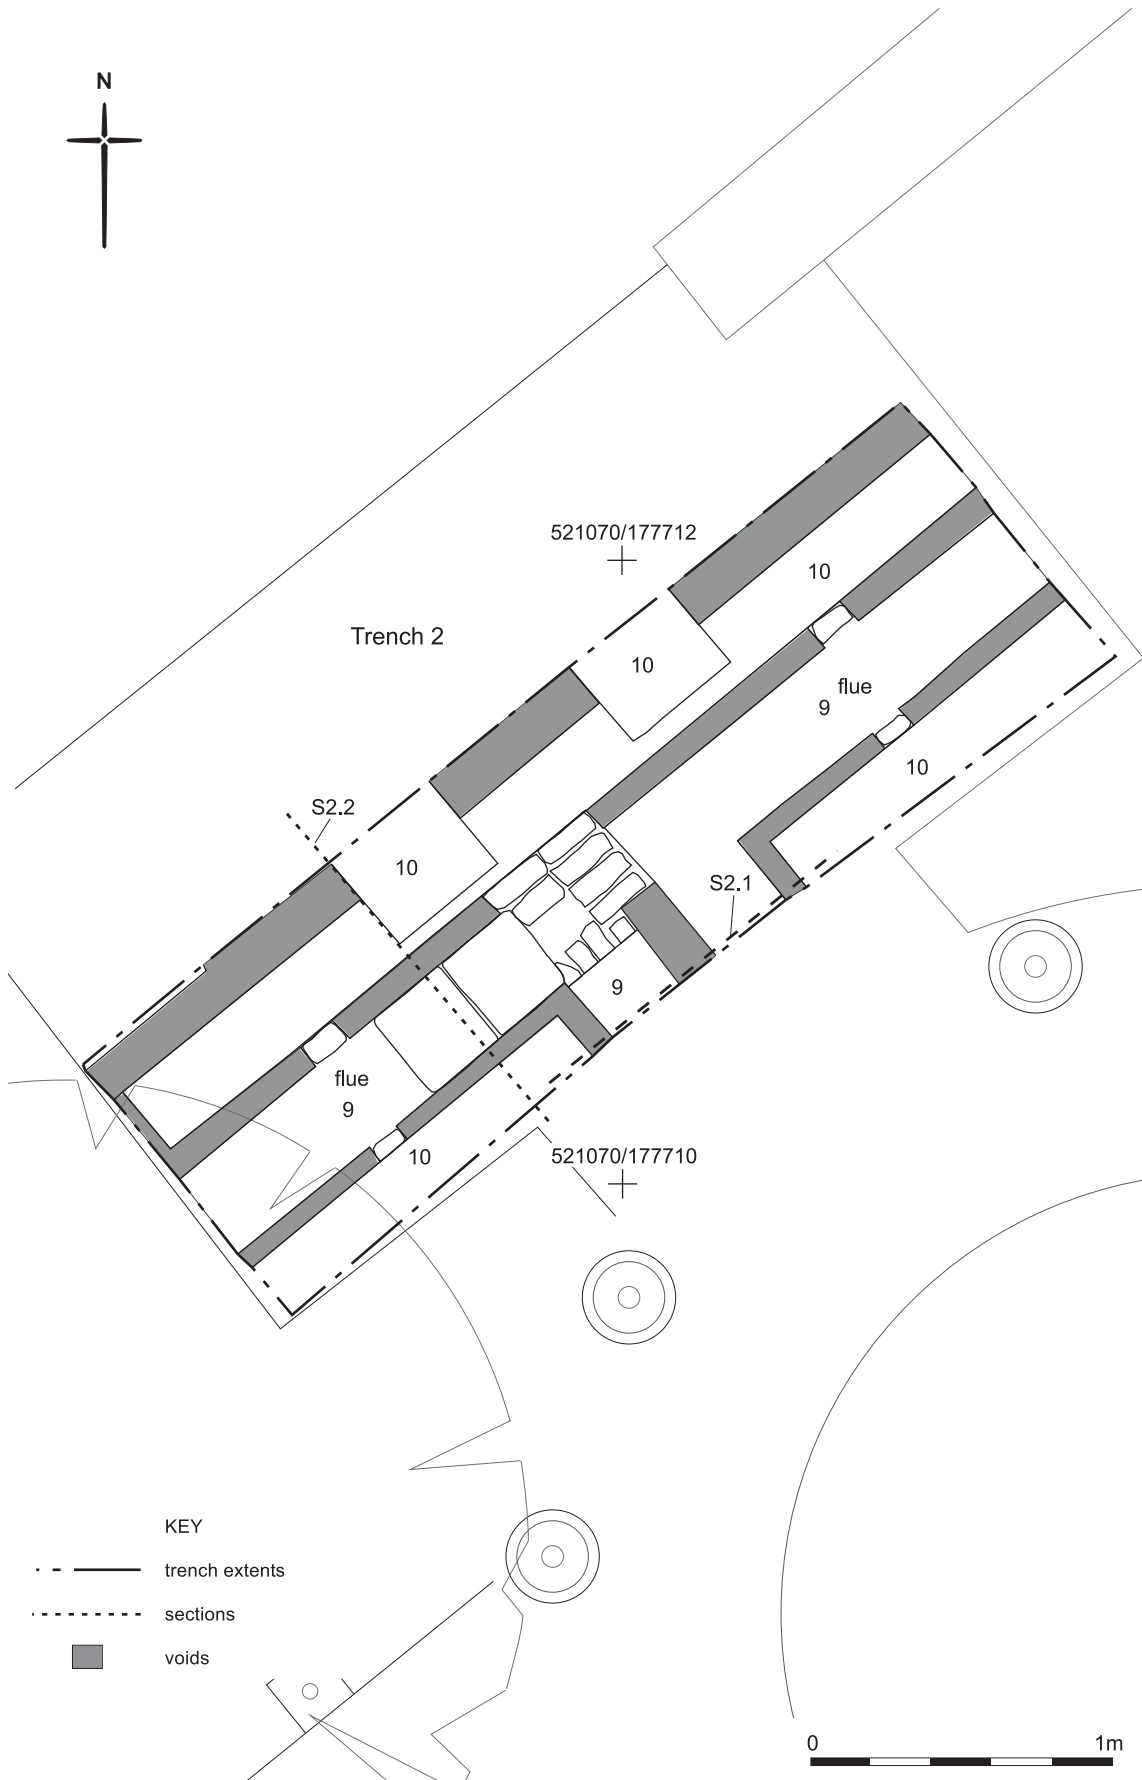 N
521070/177712
10
Trench 2
10
flue
9
10
S2.2
10
S2.1
9
flue
9
10
521070/177710
KEY
trench extents
sections
voids
0 1m